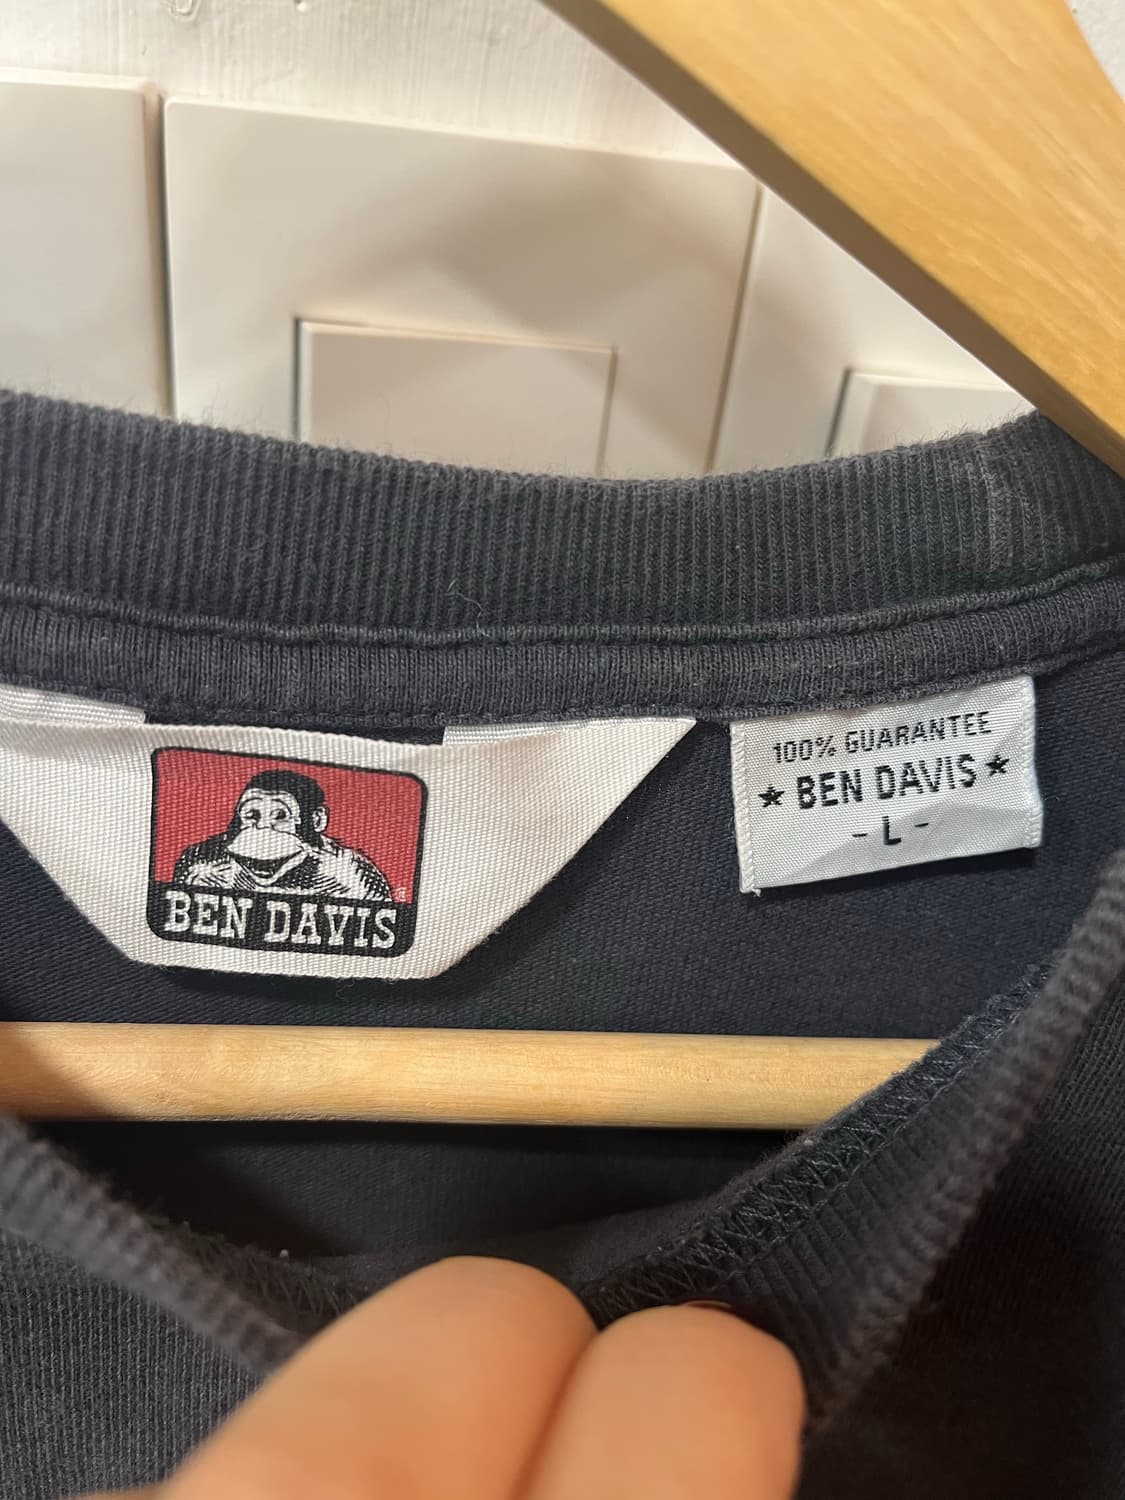 BEN DAVIS
100% GUARANTEE
★ BEN DAVIS ★
- L -